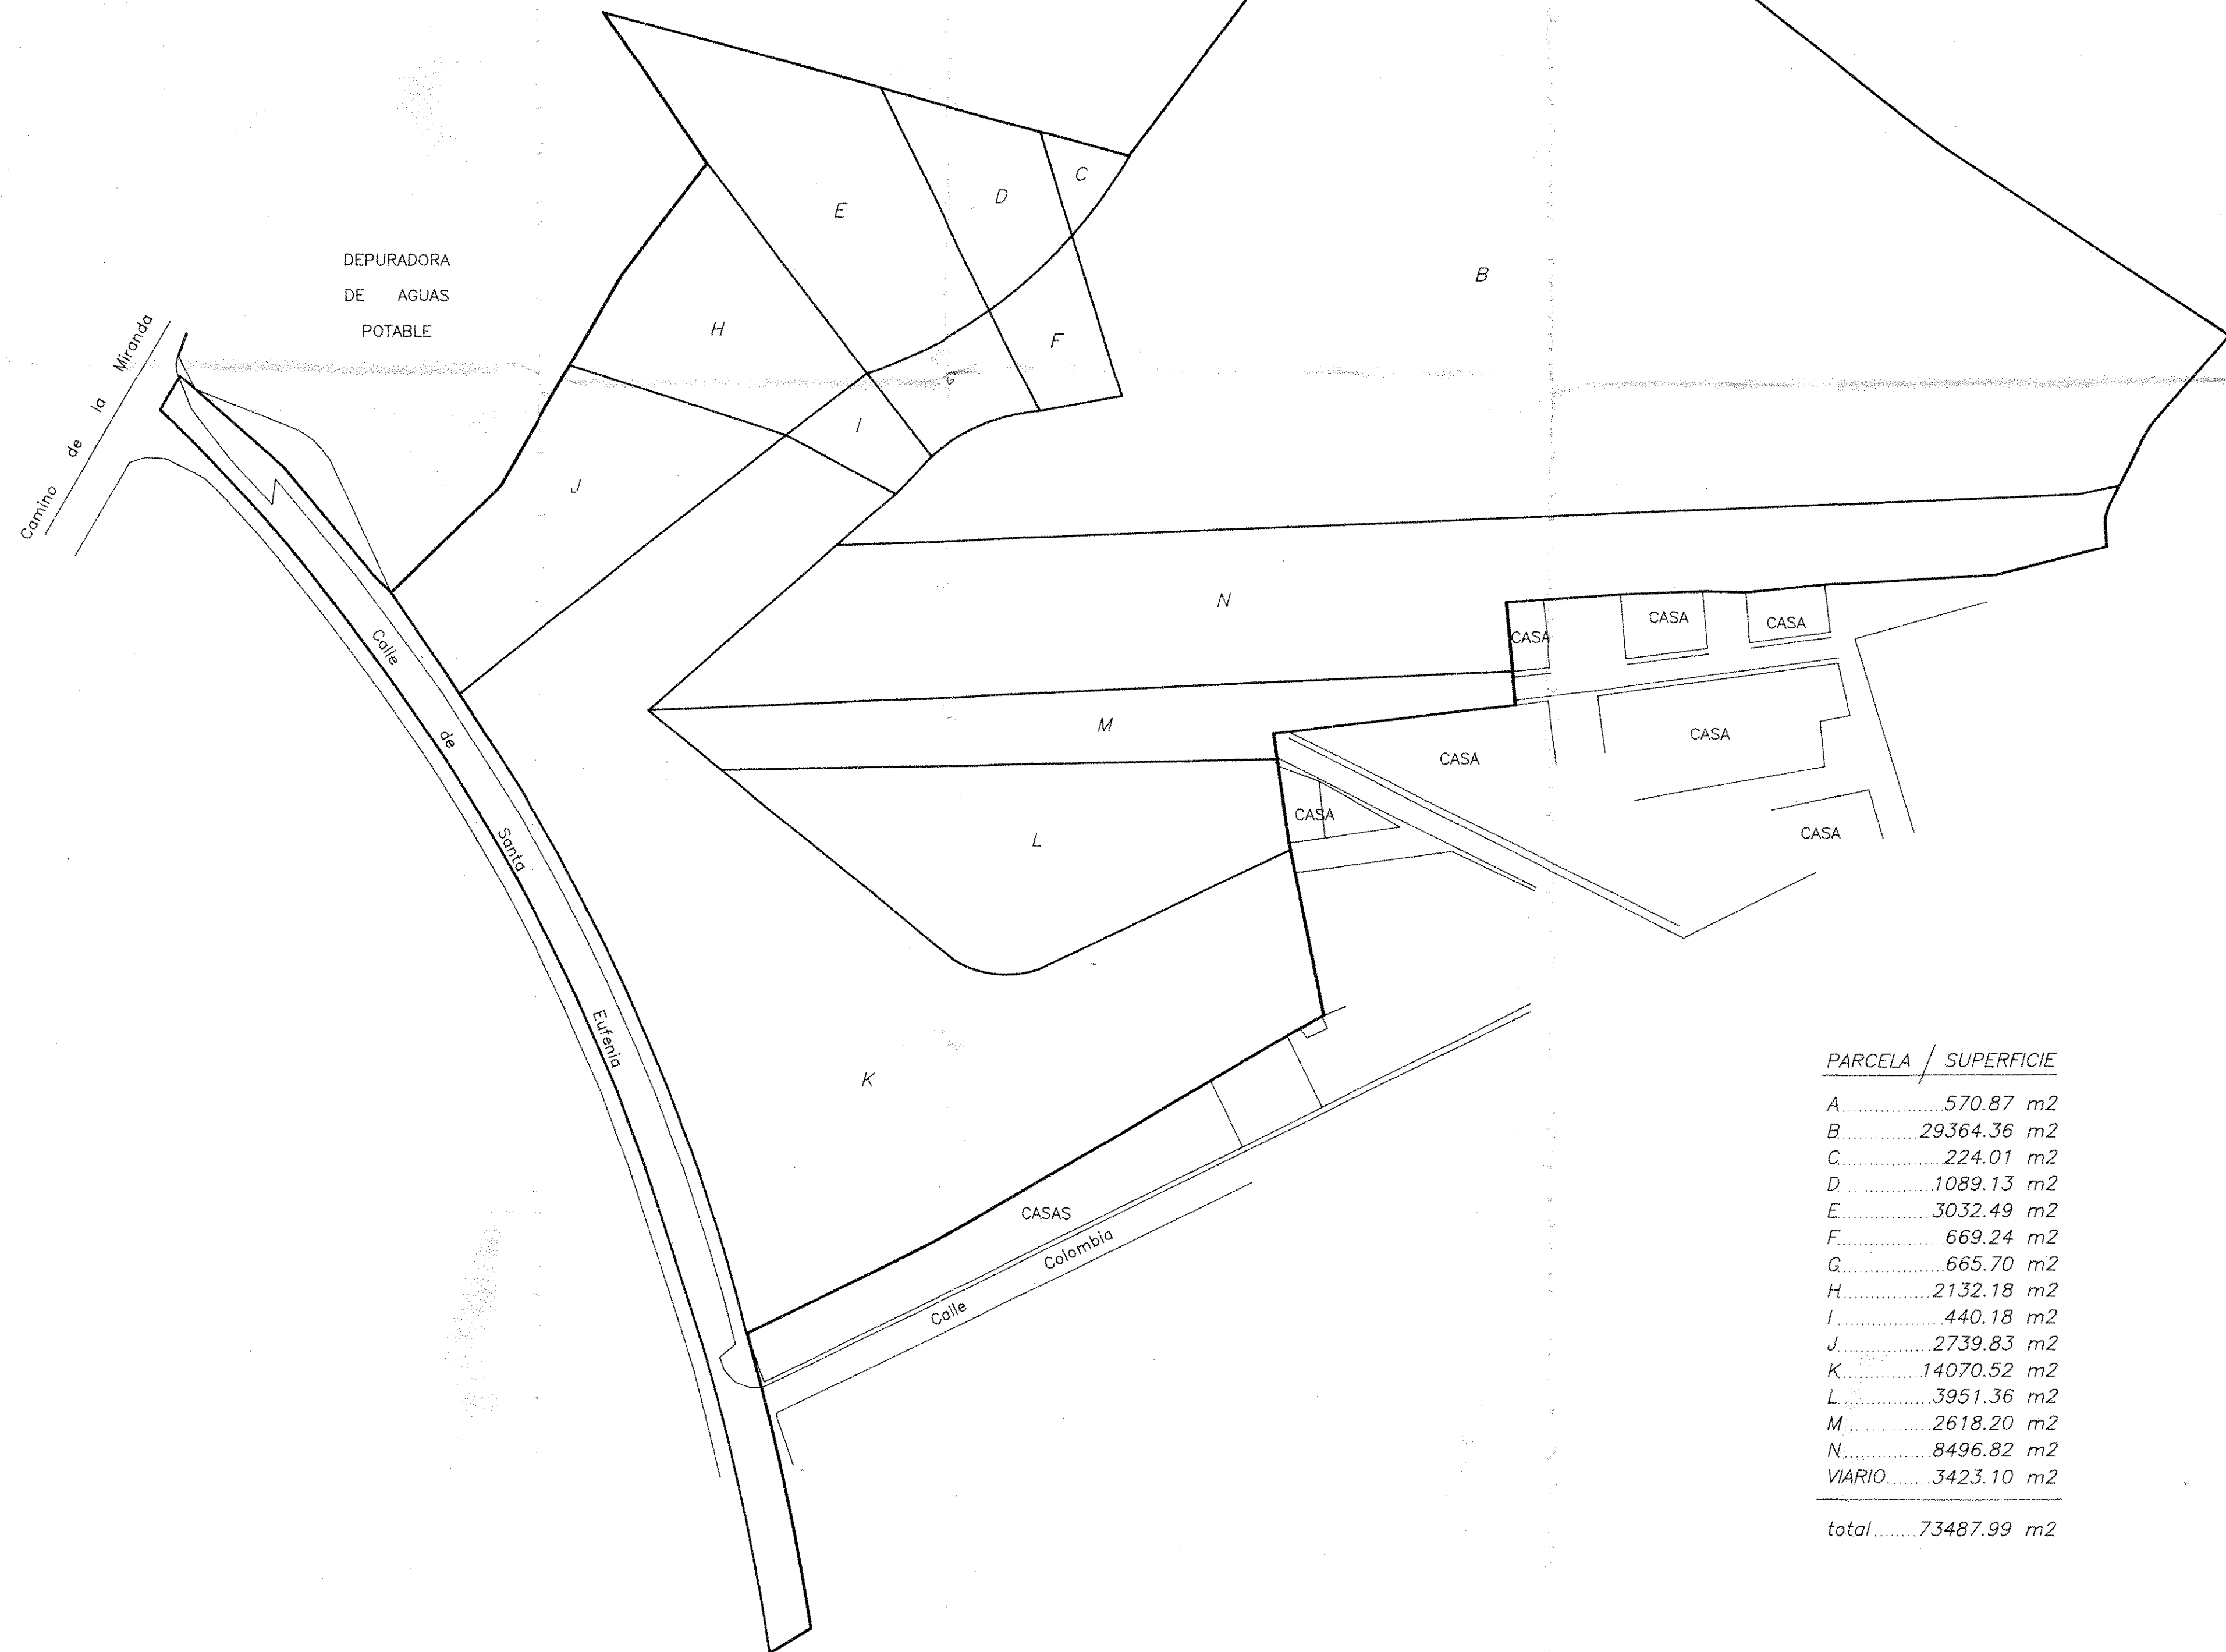 C
D
E
DEPURADORA
DE AGUAS
POTABLE
B
H
F
G
Camino de la Miranda
I
J
N
CASA
CASA
CASA
Calle de Santa Eufenia
M
CASA
CASA
CASA
CASA
L
K
CASAS
Calle Colombia
PARCELA / SUPERFICIE
A..................570.87 m2
B..............29364.36 m2
C..................224.01 m2
D................1089.13 m2
E................3032.49 m2
F..................669.24 m2
G..................665.70 m2
H................2132.18 m2
I...................440.18 m2
J................2739.83 m2
K..............14070.52 m2
L................3951.36 m2
M...............2618.20 m2
N................8496.82 m2
VIARIO.......3423.10 m2
total.......73487.99 m2